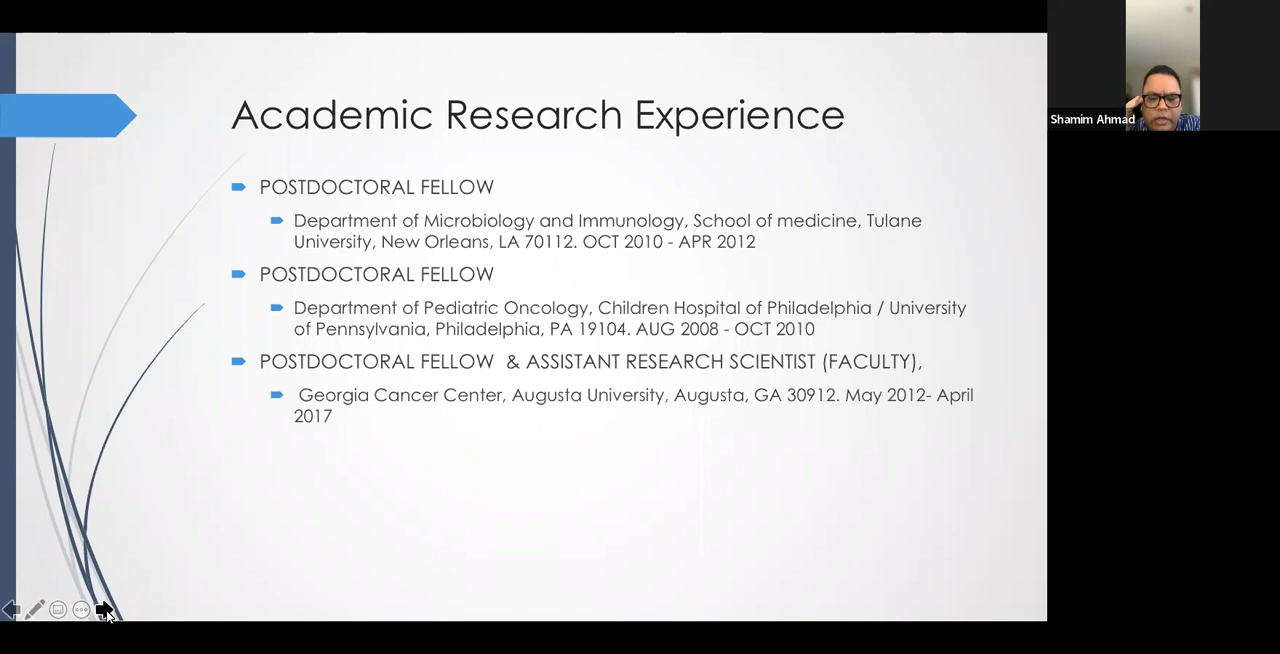 Academic Research Experience
POSTDOCTORAL FELLOW
Department of Microbiology and Immunology, School of medicine, Tulane
University, New Orleans, LA 70112. OCT 2010 - APR 2012
POSTDOCTORAL FELLOW
Department of Pediatric Oncology, Children Hospital of Philadelphia / University
of Pennsylvania, Philadelphia, PA 19104. AUG 2008 - OCT 2010
POSTDOCTORAL FELLOW & ASSISTANT RESEARCH SCIENTIST (FACULTY),
Georgia Cancer Center, Augusta University, Augusta, GA 30912. May 2012- April
2017
Shamim Ahmad